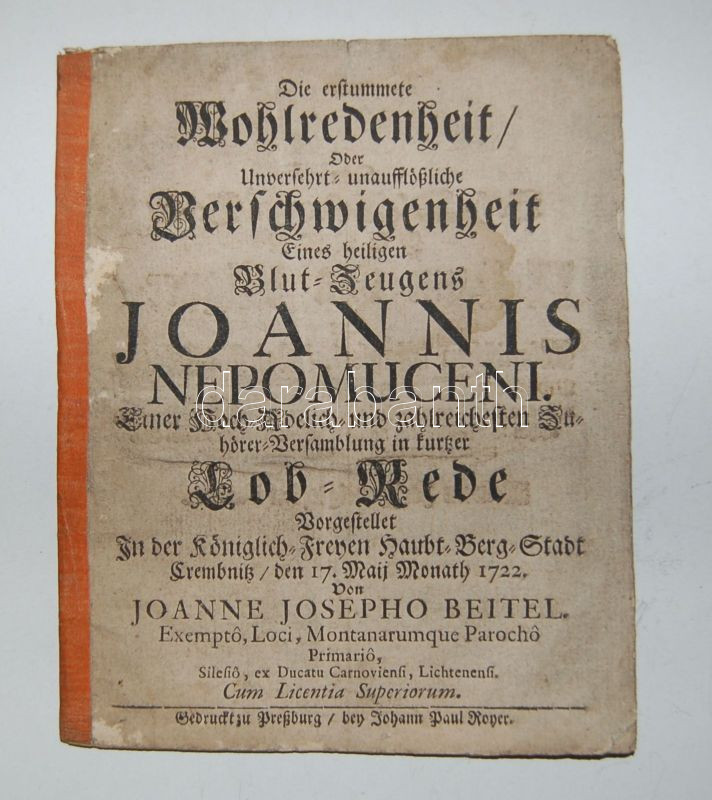 Die erstummete
Wohlredenheit/
Oder
Unversehrt-unaufflößliche
Verschwigenheit
Eines heiligen
Blut-Zeugens
JOANNIS
NEPOMUCENI.
darabanth
Einer Hoch-Adelich-und zahlreichesten Zu-
hörer-Versamblung in kurtzer
Lob-Rede
Vorgestellet
In der Königlich-Freyen Haubt-Berg-Stadt
Crembnitz / den 17. Maij Monath 1722.
Von
JOANNE JOSEPHO BEITEL.
Exemptô, Loci, Montanarumque Parochô
Primariô,
Silesiô, ex Ducatu Carnoviensi, Lichtenensi.
Cum Licentia Superiorum.
Gedruckt zu Preßburg / bey Johann Paul Royer.